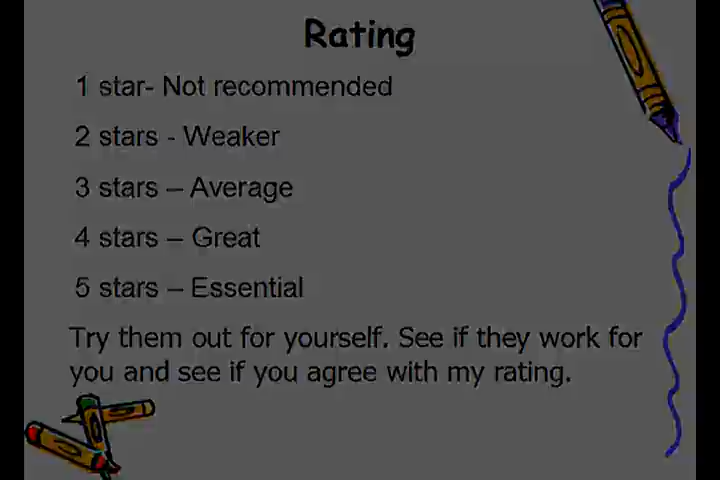 Rating
1 star- Not recommended
2 stars - Weaker
3 stars – Average
4 stars – Great
5 stars – Essential
Try them out for yourself. See if they work for
you and see if you agree with my rating.